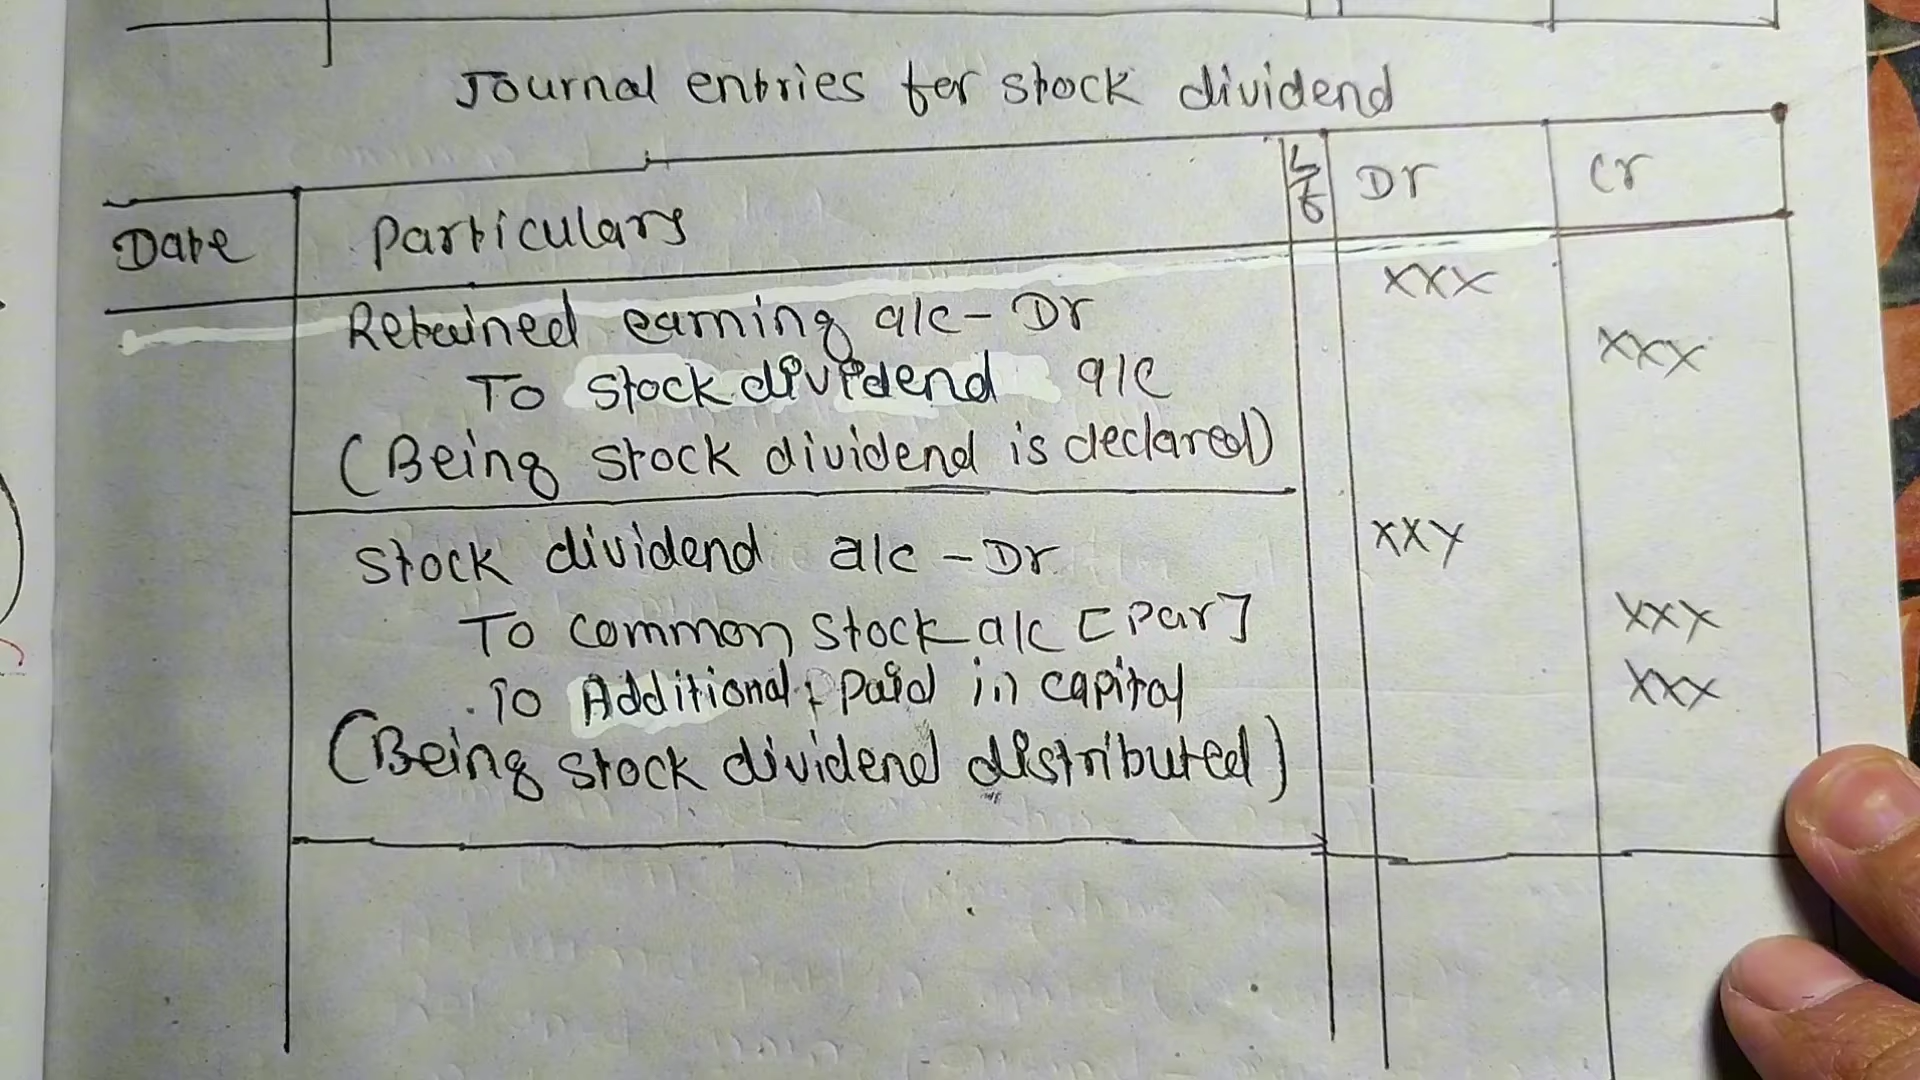 Journal entries for stock dividend
Date Particulars L/f Dr Cr
Retained earning a/c - Dr XXX
To stock dividend a/c XXX
(Being stock dividend is declared)
Stock dividend a/c - Dr XXY
To common stock a/c [Par] XXX
To Additional paid in capital XXX
(Being stock dividend distributed)